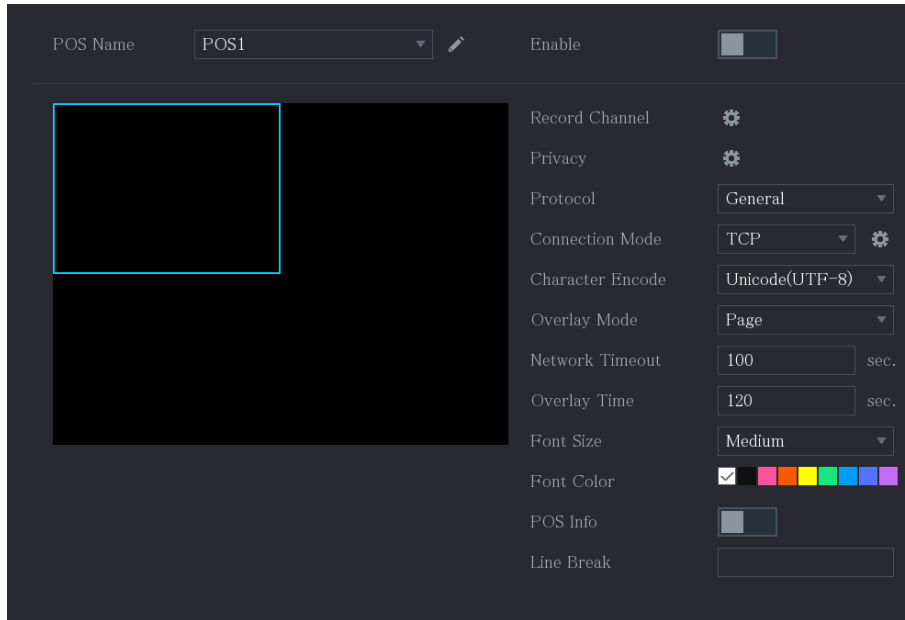 POS Name POS1 Enable
Record Channel
Privacy
Protocol General
Connection Mode TCP
Character Encode Unicode(UTF-8)
Overlay Mode Page
Network Timeout 100 sec.
Overlay Time 120 sec.
Font Size Medium
Font Color
POS Info
Line Break